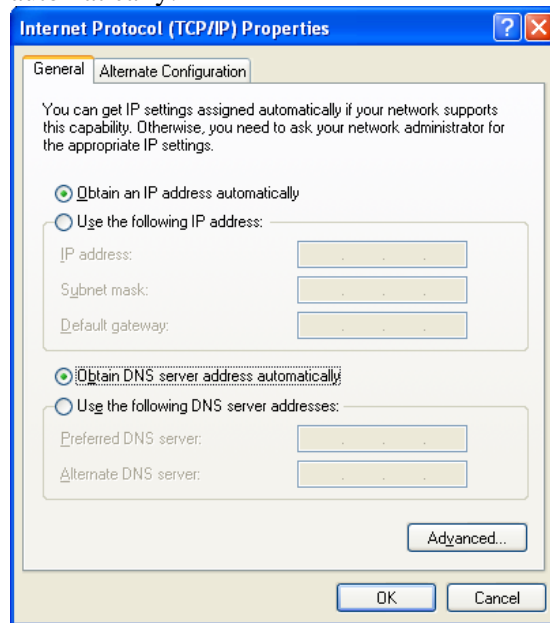 automatically.
Internet Protocol (TCP/IP) Properties
General
Alternate Configuration
You can get IP settings assigned automatically if your network supports
this capability. Otherwise, you need to ask your network administrator for
the appropriate IP settings.
Obtain an IP address automatically
Use the following IP address:
IP address:
Subnet mask:
Default gateway:
Obtain DNS server address automatically
Use the following DNS server addresses:
Preferred DNS server:
Alternate DNS server:
Advanced...
OK
Cancel